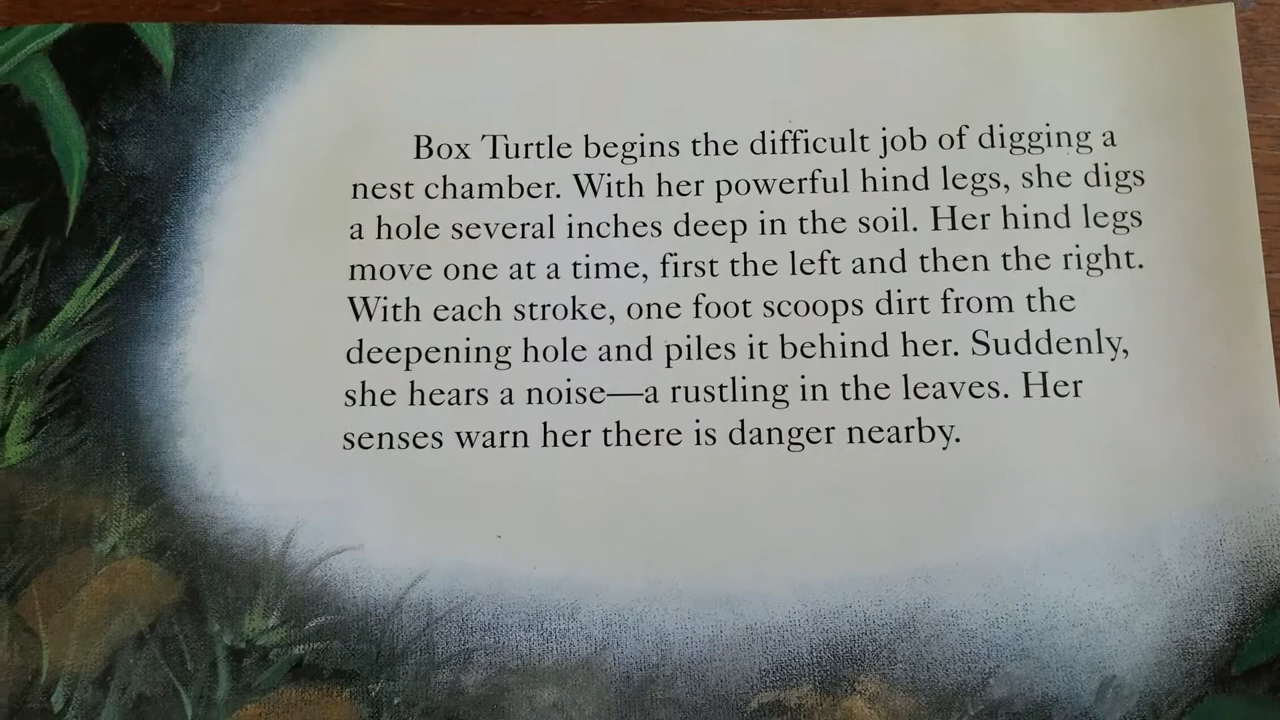 Box Turtle begins the difficult job of digging a
nest chamber. With her powerful hind legs, she digs
a hole several inches deep in the soil. Her hind legs
move one at a time, first the left and then the right.
With each stroke, one foot scoops dirt from the
deepening hole and piles it behind her. Suddenly,
she hears a noise—a rustling in the leaves. Her
senses warn her there is danger nearby.